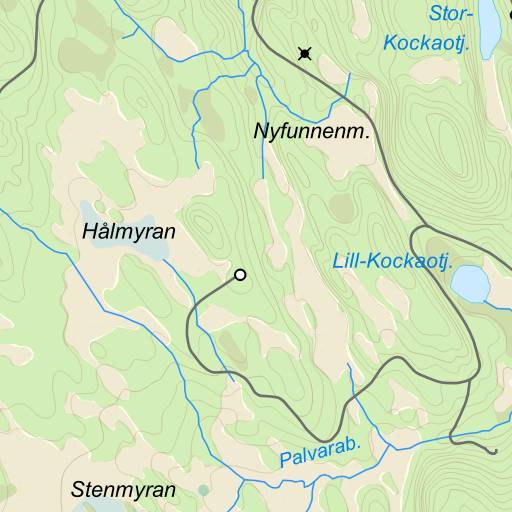 Stor-
Kockaotj.
Nyfunnenm.
Hålmyran
Lill-Kockaotj.
Palvarab.
Stenmyran